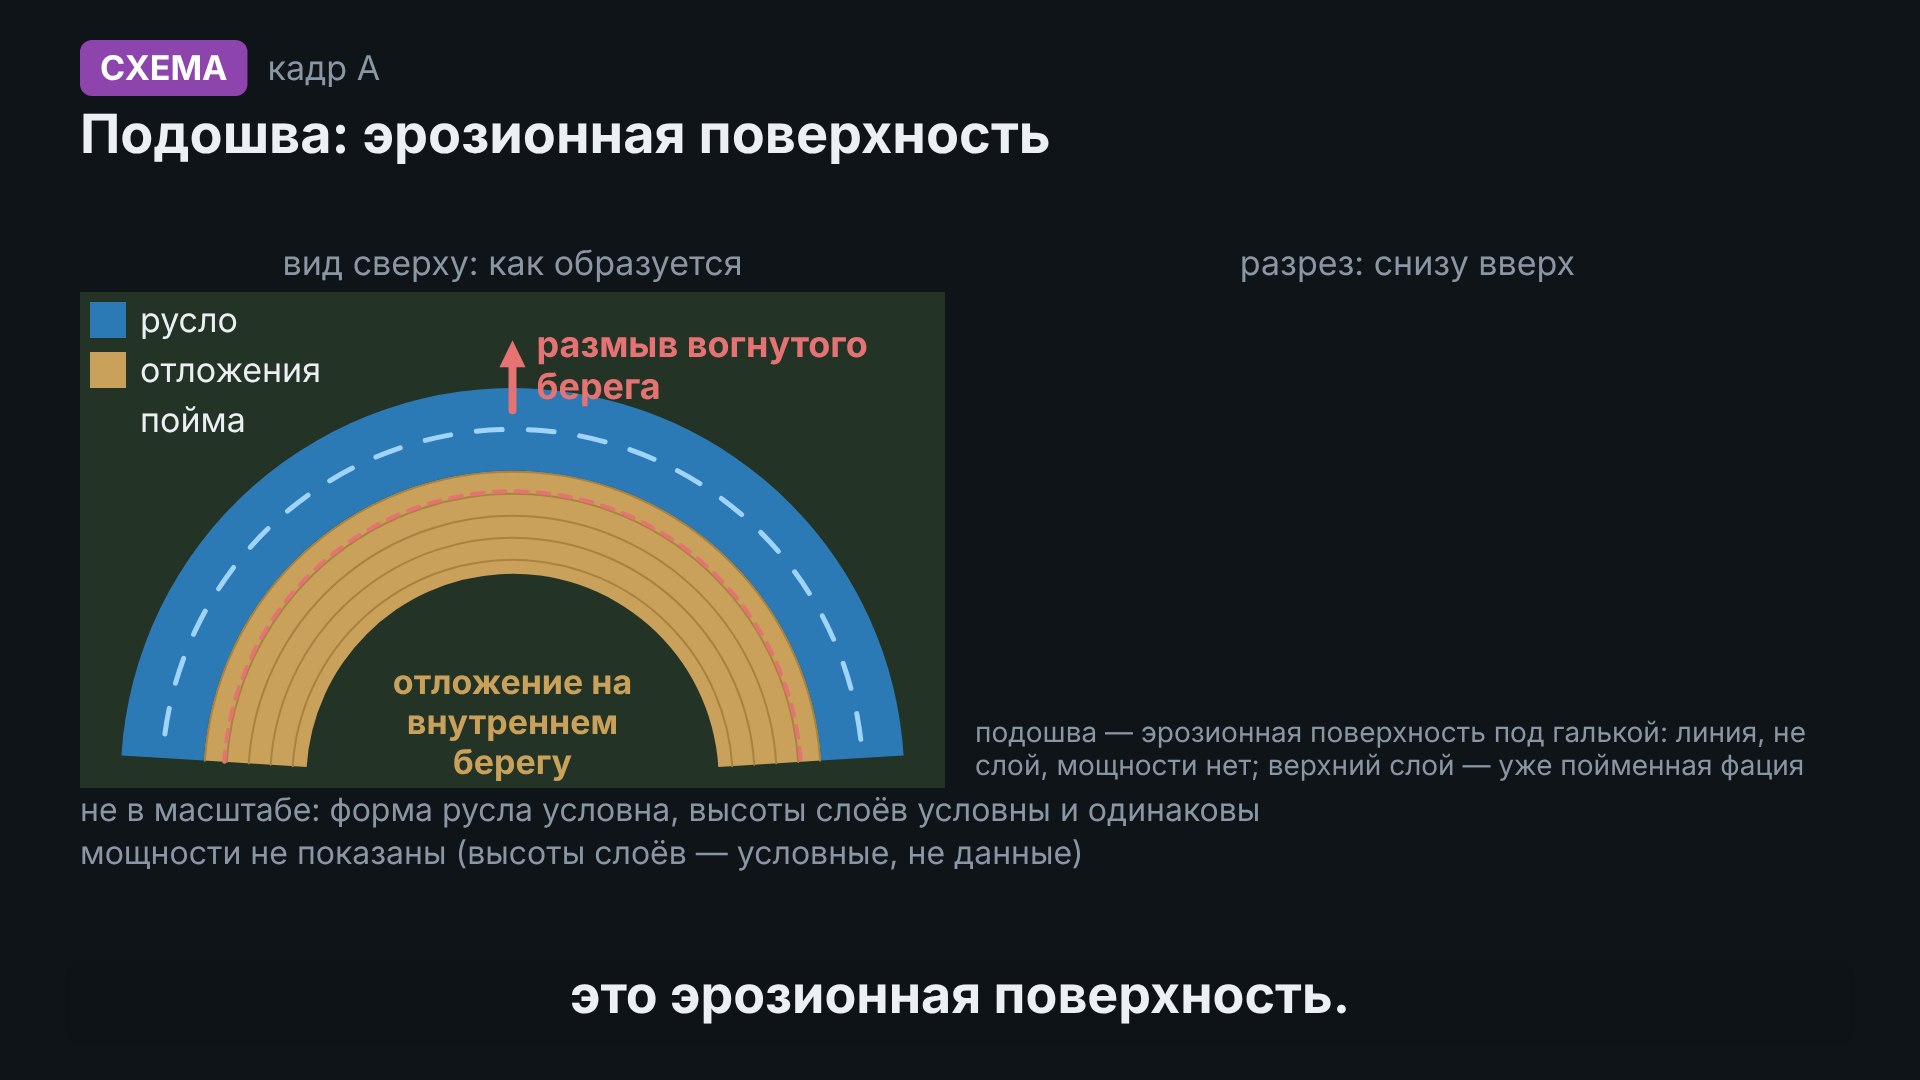 СХЕМА кадр А
Подошва: эрозионная поверхность
вид сверху: как образуется
разрез: снизу вверх
русло
отложения
пойма
размыв вогнутого
берега
отложение на
внутреннем
берегу
подошва — эрозионная поверхность под галькой: линия, не
слой, мощности нет; верхний слой — уже пойменная фация
не в масштабе: форма русла условна, высоты слоёв условны и одинаковы
мощности не показаны (высоты слоёв — условные, не данные)
это эрозионная поверхность.